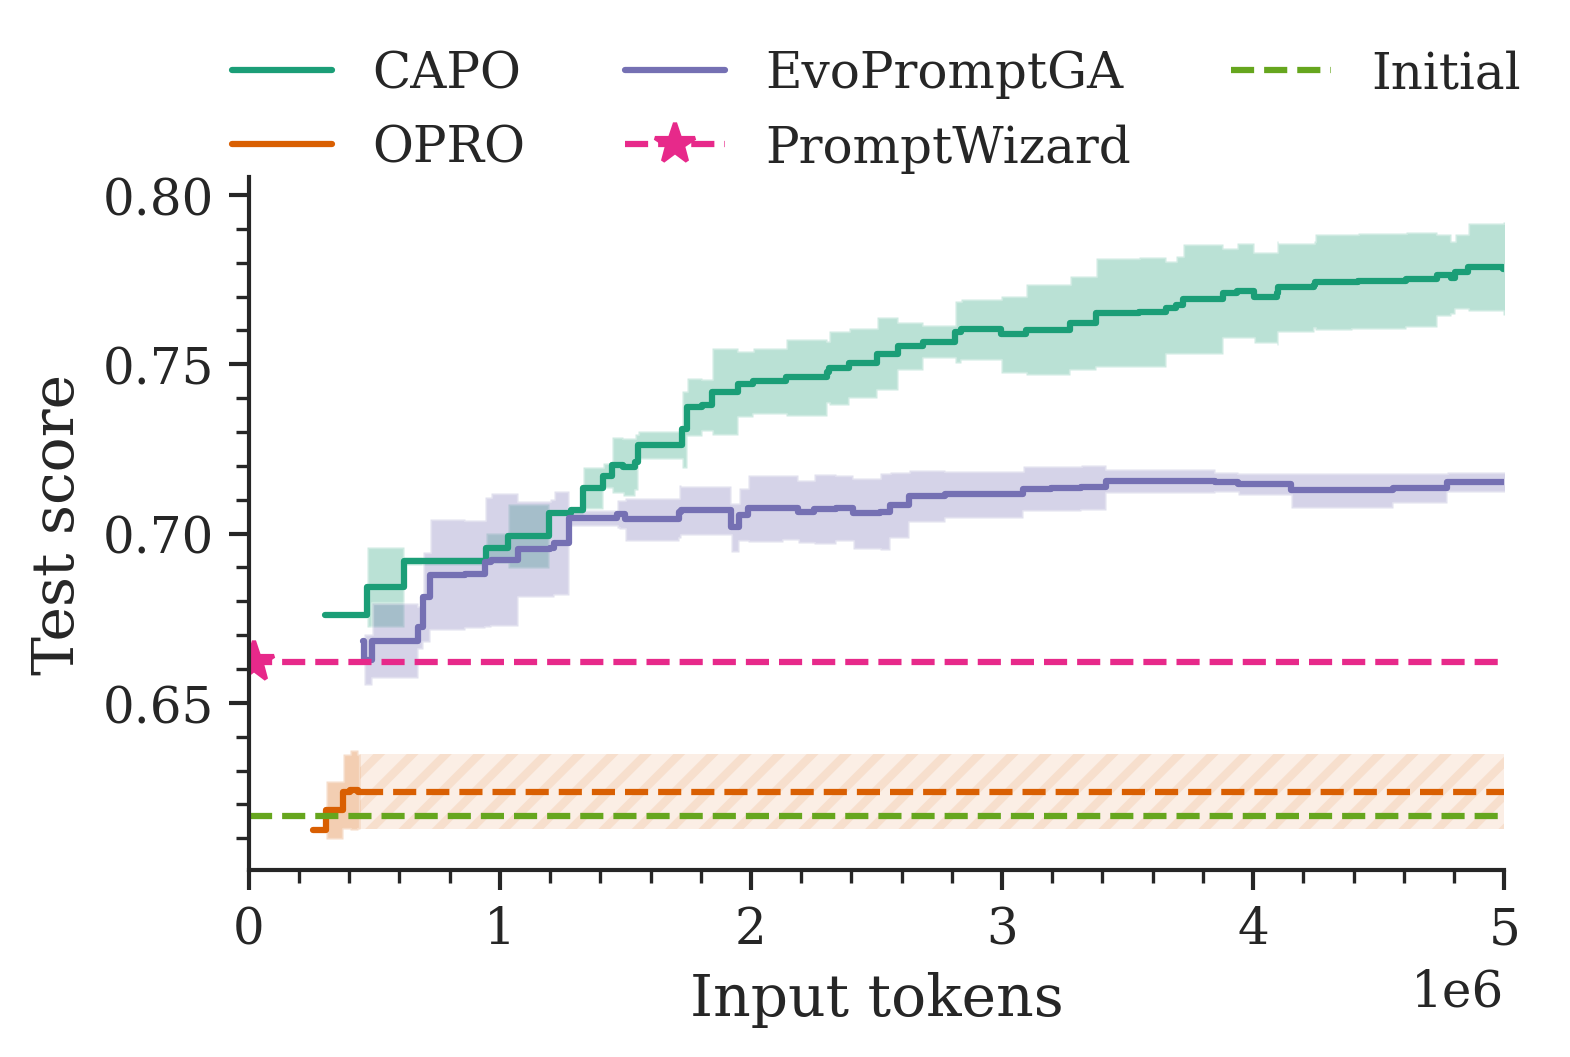 CAPO EvoPromptGA Initial
OPRO PromptWizard
0.80
0.75
0.70
0.65
Test score
0 1 2 3 4 5
1e6
Input tokens